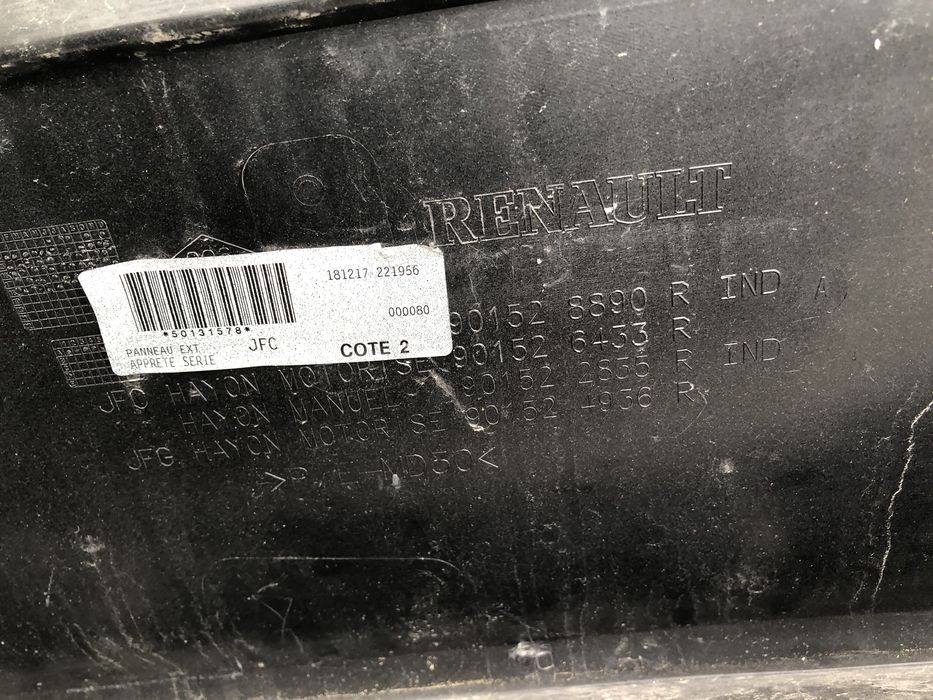 RENAULT
181217 221956
000080
*50131578*
PANNEAU EXT.
APPRETE SERIE
JFC
COTE 2
90152 8890 R IND A
JFC HAYON MOTORISE 90152 6433 R
HAYON MANUEL 90152 4835 R IND
JFG HAYON MOTORISE 90152 4936 R